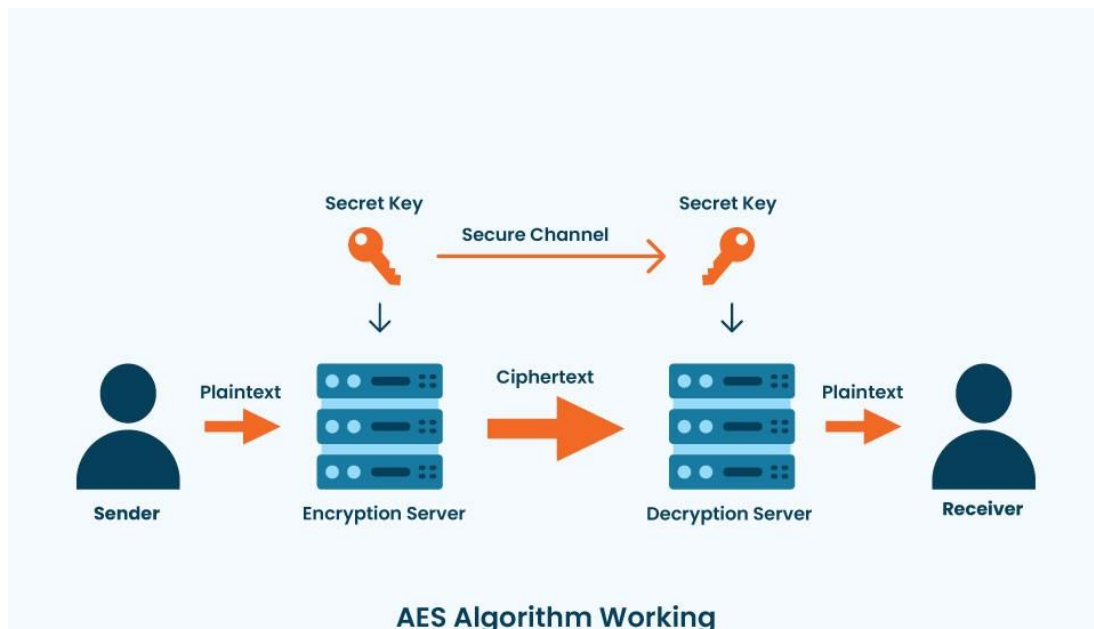 Secret Key
Secret Key
Secure Channel
Plaintext
Ciphertext
Plaintext
Sender
Encryption Server
Decryption Server
Receiver
AES Algorithm Working